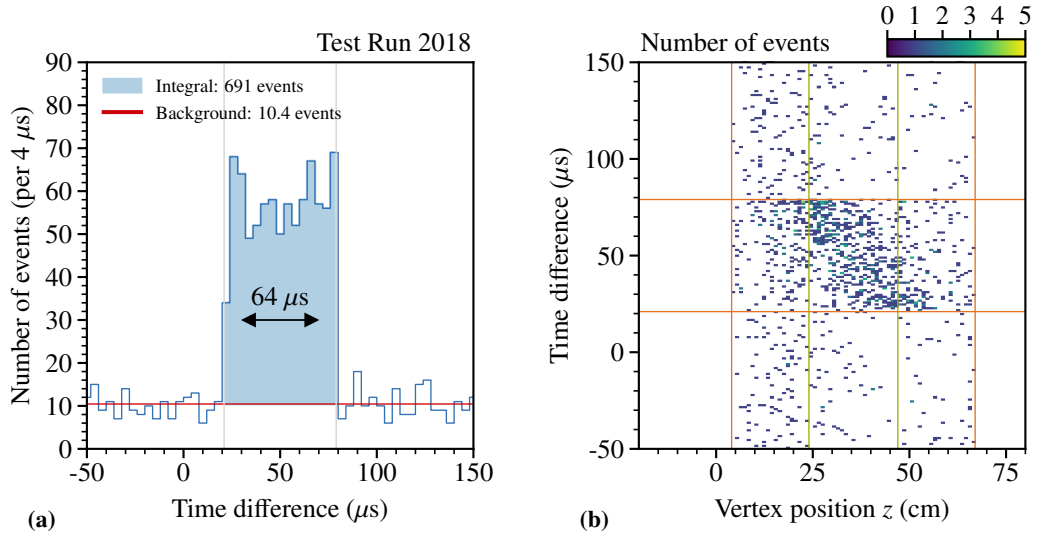 Test Run 2018
90
80
70
60
50
40
30
20
10
0
Number of events (per 4 μs)
Integral: 691 events
Background: 10.4 events
64 μs
-50
0
50
100
150
Time difference (μs)
(a)
Number of events
0 1 2 3 4 5
150
100
50
0
-50
Time difference (μs)
0
25
50
75
Vertex position z (cm)
(b)